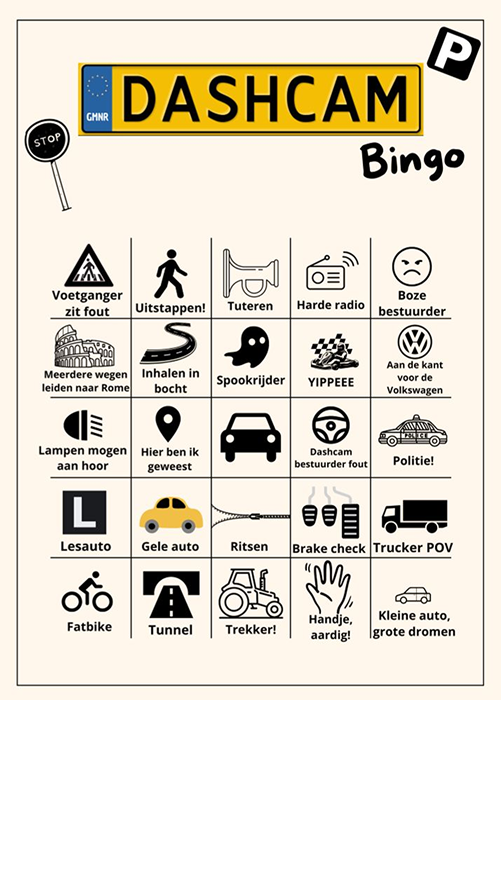 P
GMNR
DASHCAM
STOP
Bingo
Voetganger
zit fout
Uitstappen!
Tuteren
Harde radio
Boze
bestuurder
Meerdere wegen
leiden naar Rome
Inhalen in
bocht
Spookrijder
YIPPEEE
Aan de kant
voor de
Volkswagen
Lampen mogen
aan hoor
Hier ben ik
geweest
Dashcam
bestuurder fout
POLICE
Politie!
L
Lesauto
Gele auto
Ritsen
Brake check
Trucker POV
Fatbike
Tunnel
Trekker!
Handje,
aardig!
Kleine auto,
grote dromen